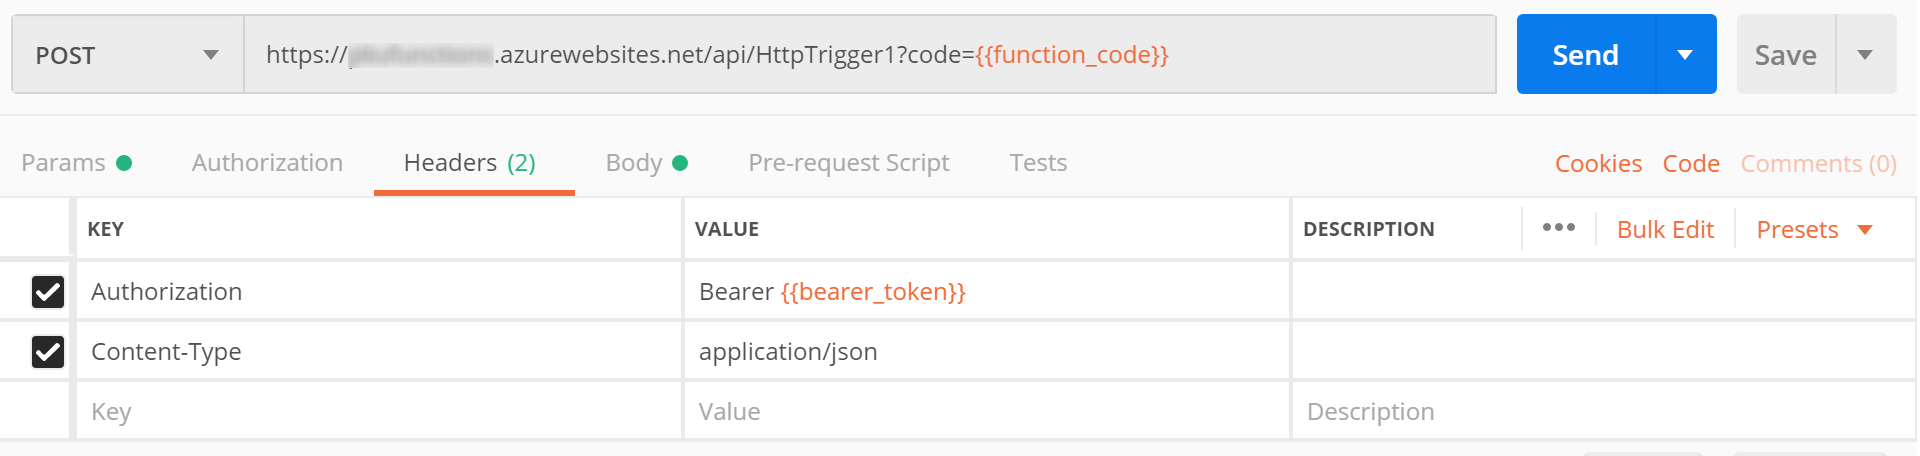 POST https://.azurewebsites.net/api/HttpTrigger1?code={{function_code}} Send Save
Params Authorization Headers (2) Body Pre-request Script Tests Cookies Code Comments (0)
KEY VALUE DESCRIPTION ••• Bulk Edit Presets
Authorization Bearer {{bearer_token}}
Content-Type application/json
Key Value Description